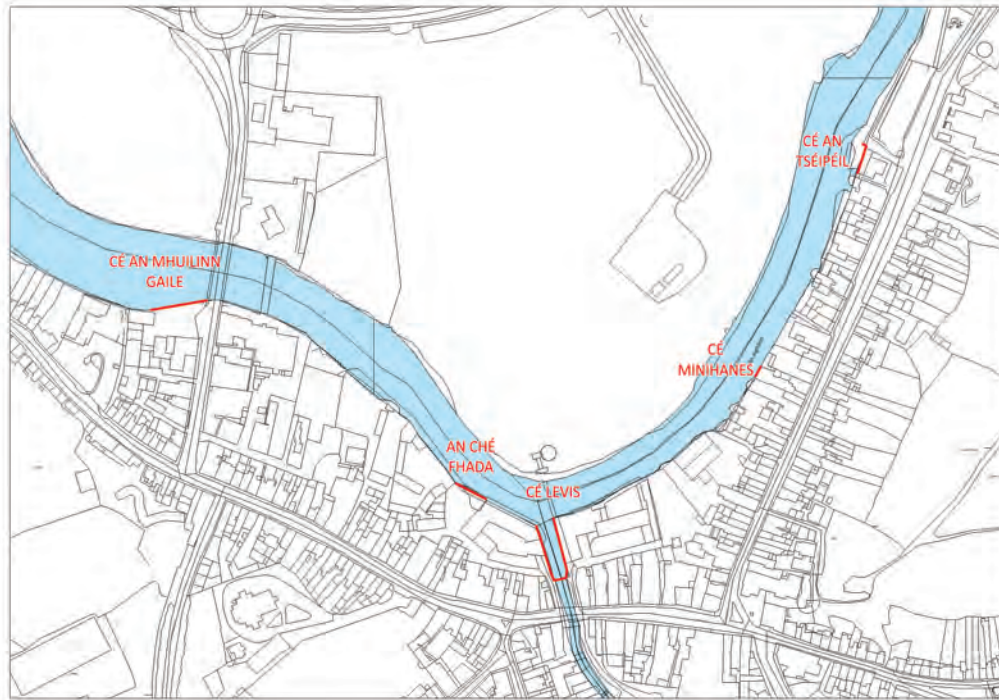 CÉ AN
TSÉIPÉIL
CÉ AN MHUILINN
GAILE
CÉ
MINIHANES
AN CHÉ
FHADA
CÉ LEVIS